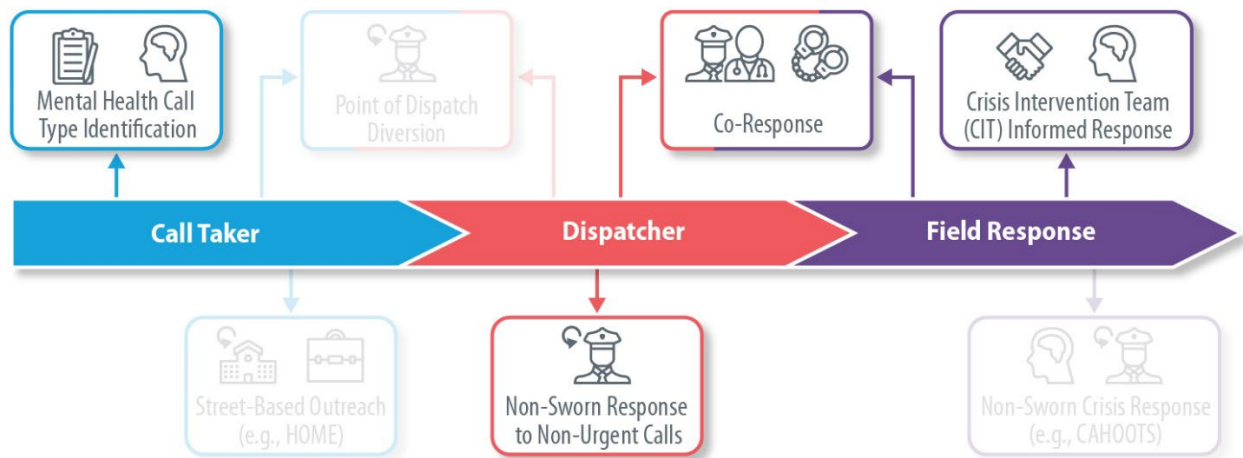 Mental Health Call
Type Identification
Point of Dispatch
Diversion
Co-Response
Crisis Intervention Team
(CIT) Informed Response
Call Taker
Dispatcher
Field Response
Street-Based Outreach
(e.g., HOME)
Non-Sworn Response
to Non-Urgent Calls
Non-Sworn Crisis Response
(e.g., CAHOOTS)